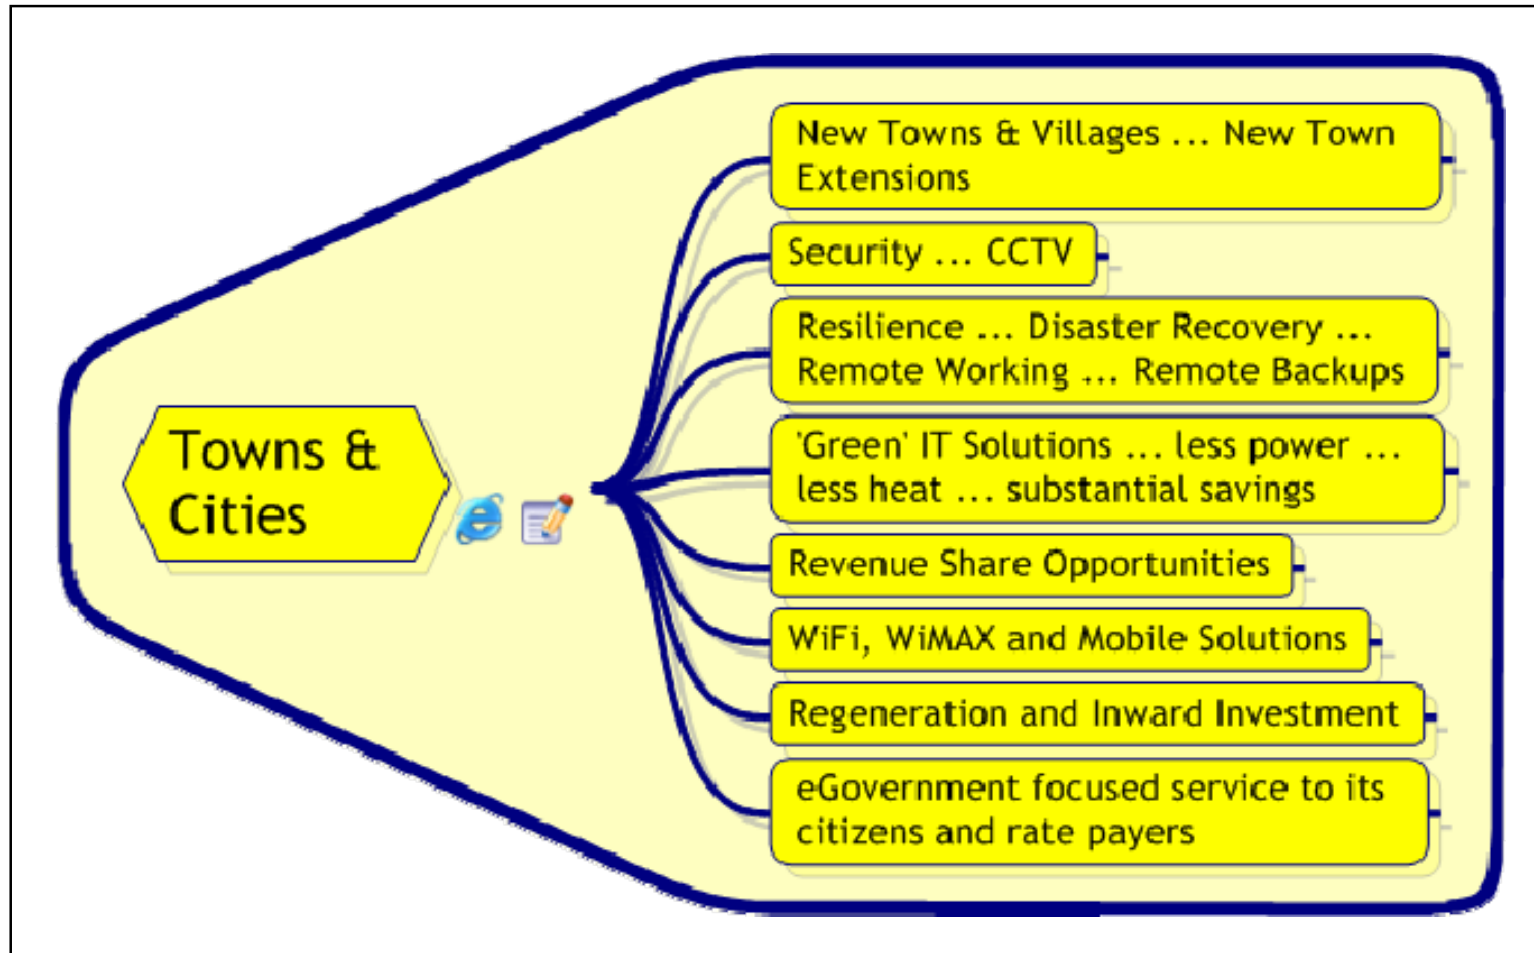 Towns &
Cities
New Towns & Villages ... New Town
Extensions
Security ... CCTV
Resilience ... Disaster Recovery ...
Remote Working ... Remote Backups
'Green' IT Solutions ... less power ...
less heat ... substantial savings
Revenue Share Opportunities
WiFi, WiMAX and Mobile Solutions
Regeneration and Inward Investment
eGovernment focused service to its
citizens and rate payers